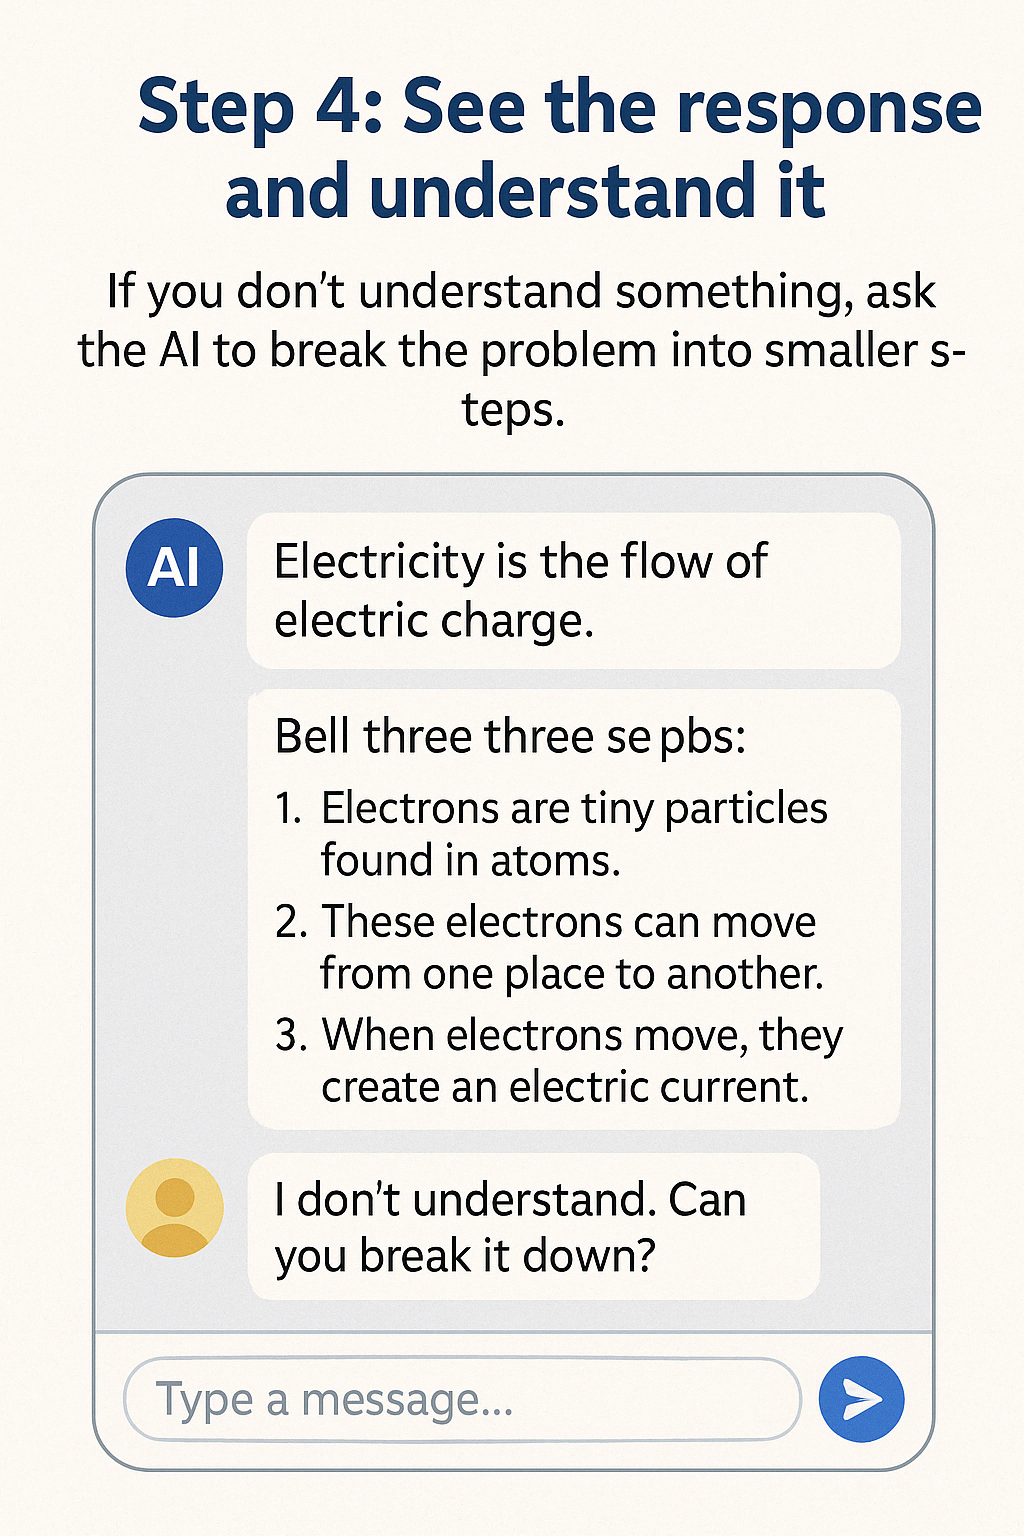 Step 4: See the response
and understand it
If you don't understand something, ask
the AI to break the problem into smaller s-
teps.
AI
Electricity is the flow of
electric charge.
Bell three three se pbs:
1. Electrons are tiny particles
found in atoms.
2. These electrons can move
from one place to another.
3. When electrons move, they
create an electric current.
I don't understand. Can
you break it down?
Type a message...